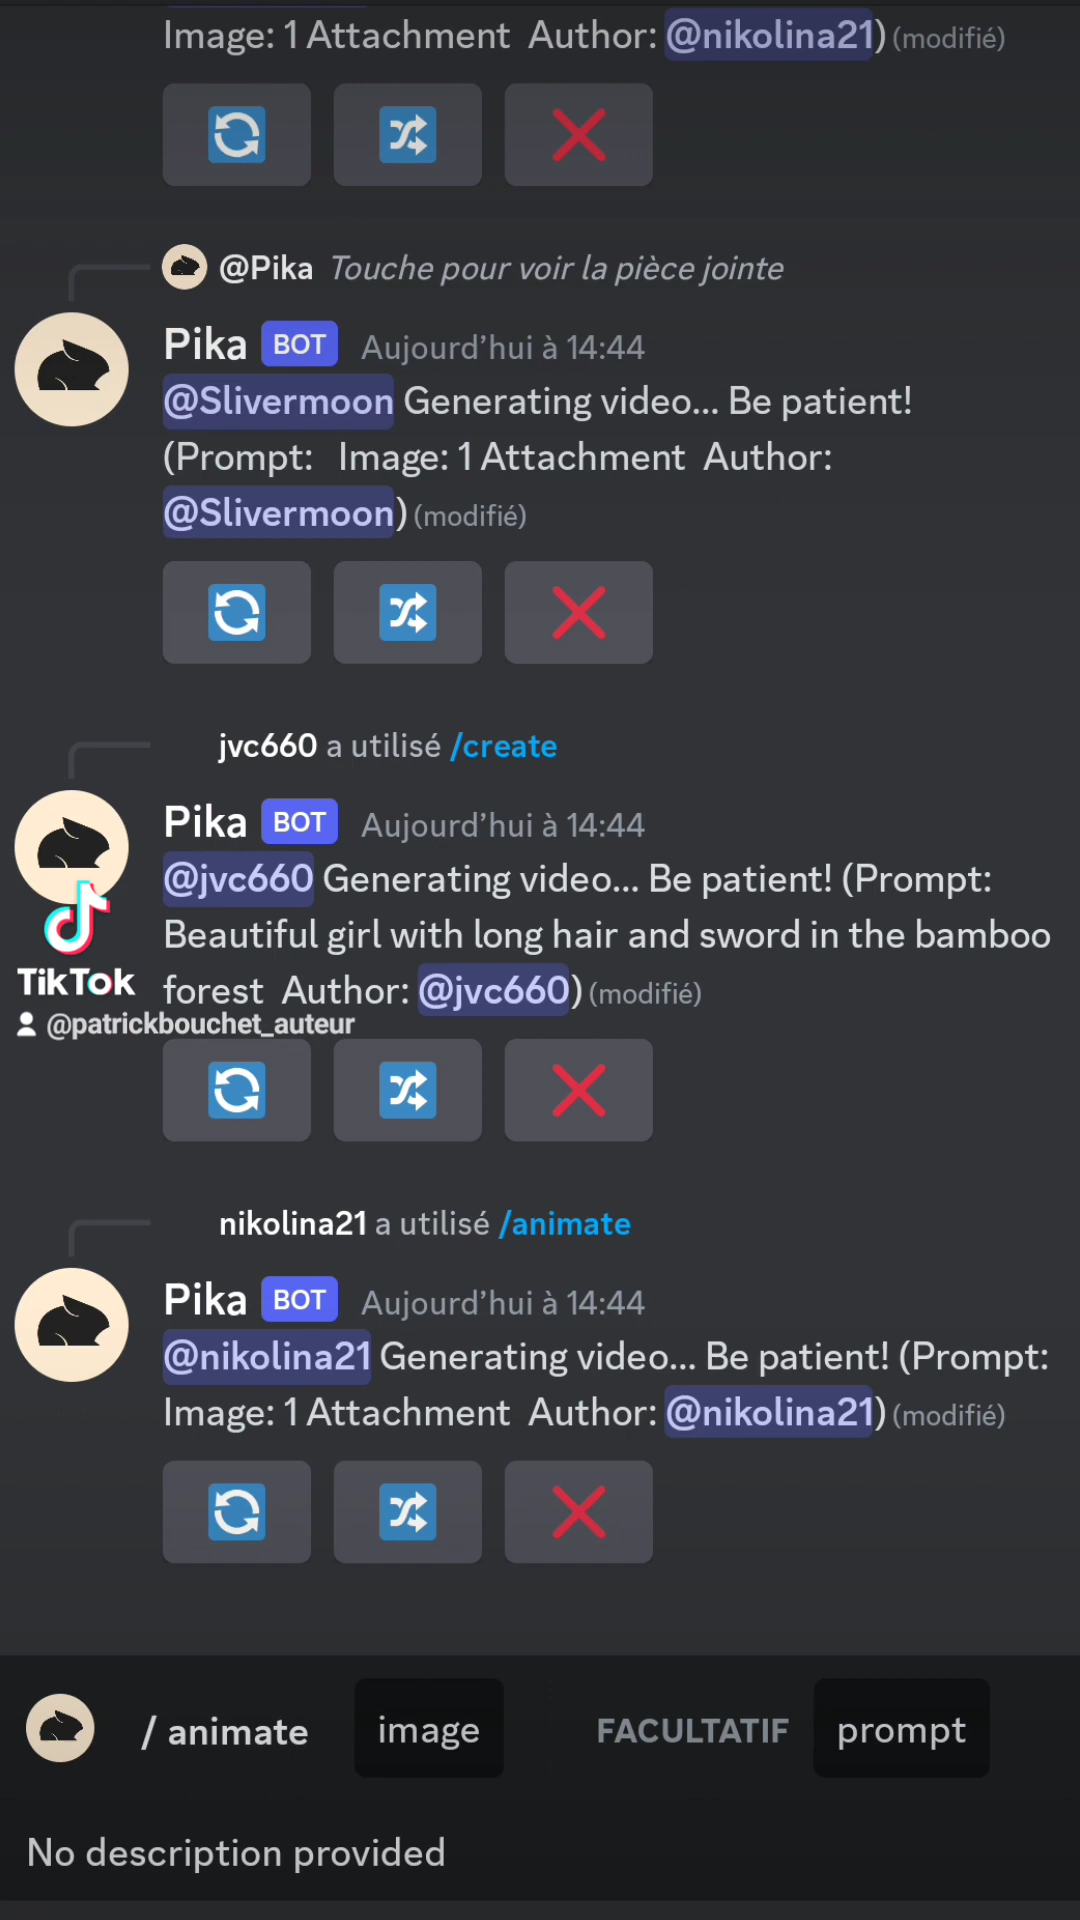 Image: 1 Attachment Author: @nikolina21) (modifié)
@Pika Touche pour voir la pièce jointe
Pika BOT Aujourd’hui à 14:44
@Slivermoon Generating video... Be patient!
(Prompt: Image: 1 Attachment Author:
@Slivermoon) (modifié)
jvc660 a utilisé /create
Pika BOT Aujourd’hui à 14:44
@jvc660 Generating video... Be patient! (Prompt:
Beautiful girl with long hair and sword in the bamboo
forest Author: @jvc660) (modifié)
TikTok
@patrickbouchet_auteur
nikolina21 a utilisé /animate
Pika BOT Aujourd’hui à 14:44
@nikolina21 Generating video... Be patient! (Prompt:
Image: 1 Attachment Author: @nikolina21) (modifié)
/ animate image FACULTATIF prompt
No description provided